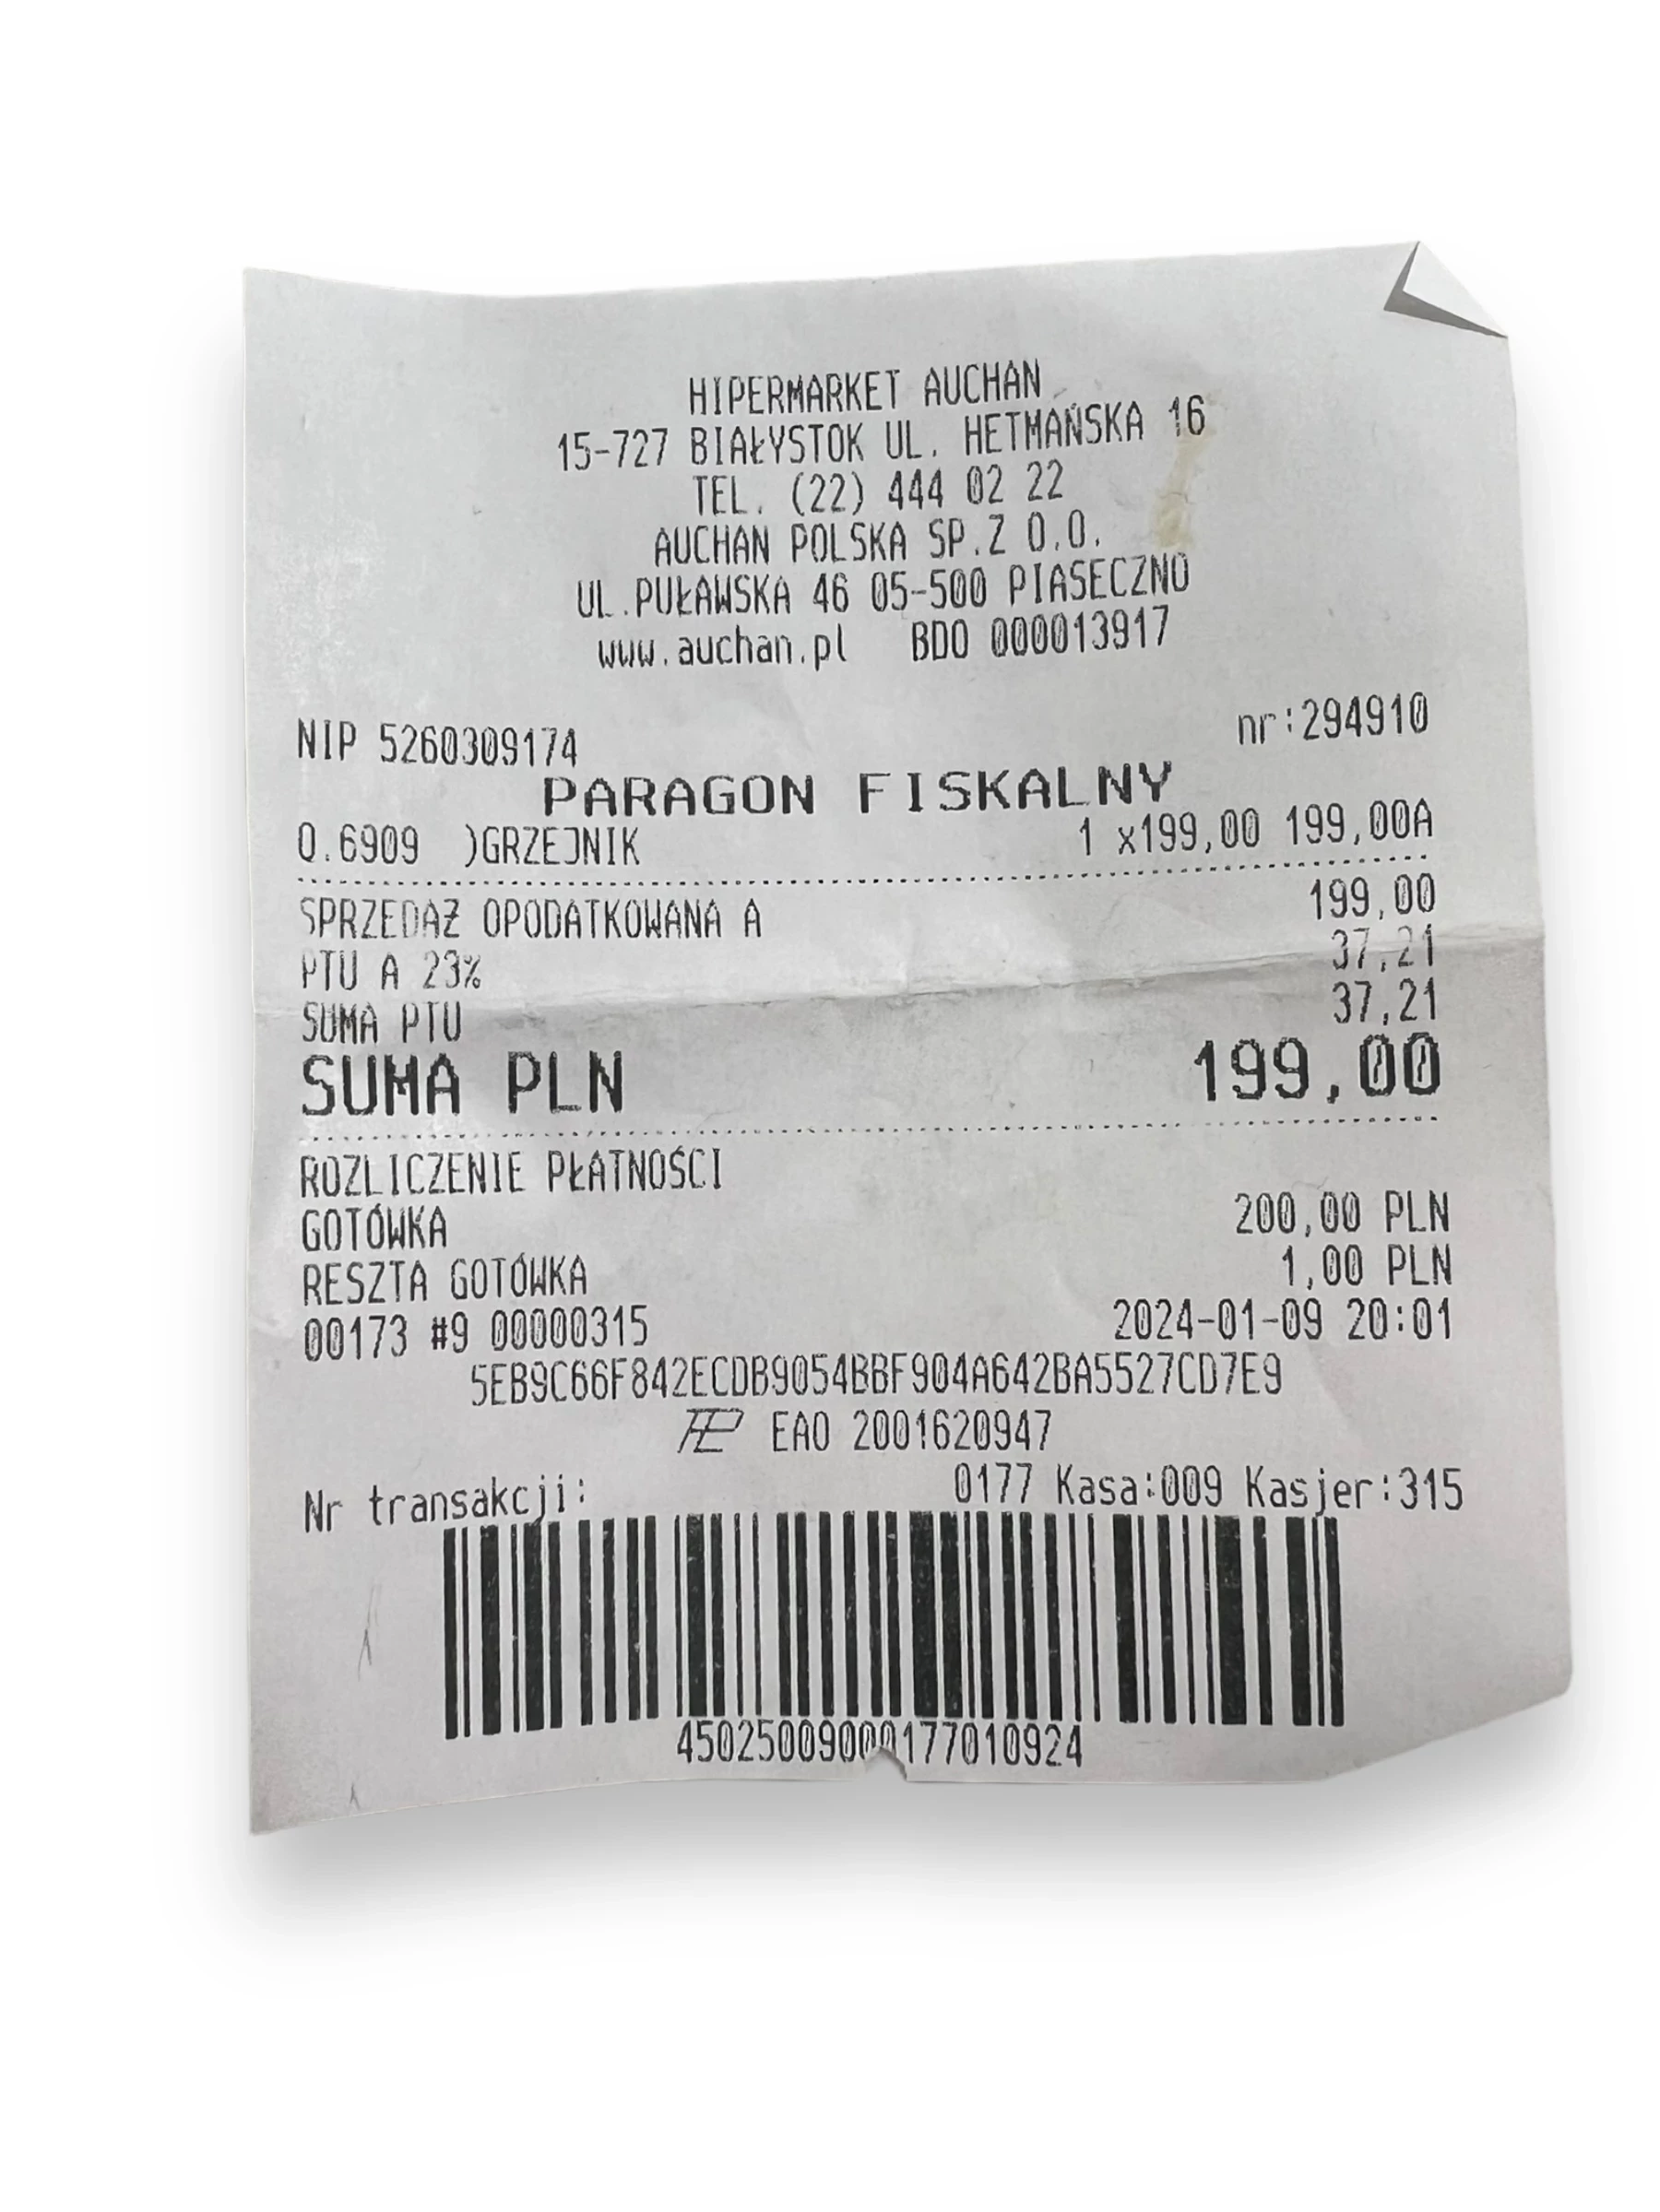 HIPERMARKET AUCHAN
15-727 BIAŁYSTOK UL. HETMAŃSKA 16
TEL. (22) 444 02 22
AUCHAN POLSKA SP.Z O.O.
UL.PUŁAWSKA 46 05-500 PIASECZNO
www.auchan.pl BDO 000013917
NIP 5260309174 nr:294910
PARAGON FISKALNY
0.6909 )GRZEJNIK 1 x199,00 199,00A
SPRZEDAŻ OPODATKOWANA A 199,00
PTU A 23% 37,21
SUMA PTU 37,21
SUMA PLN 199,00
ROZLICZENIE PŁATNOŚCI
GOTÓWKA 200,00 PLN
RESZTA GOTÓWKA 1,00 PLN
00173 #9 00000315 2024-01-09 20:01
5EB9C66F842ECDB9054BBF904A642BA5527CD7E9
EAO 2001620947
Nr transakcji: 0177 Kasa:009 Kasjer:315
45025009000177010924